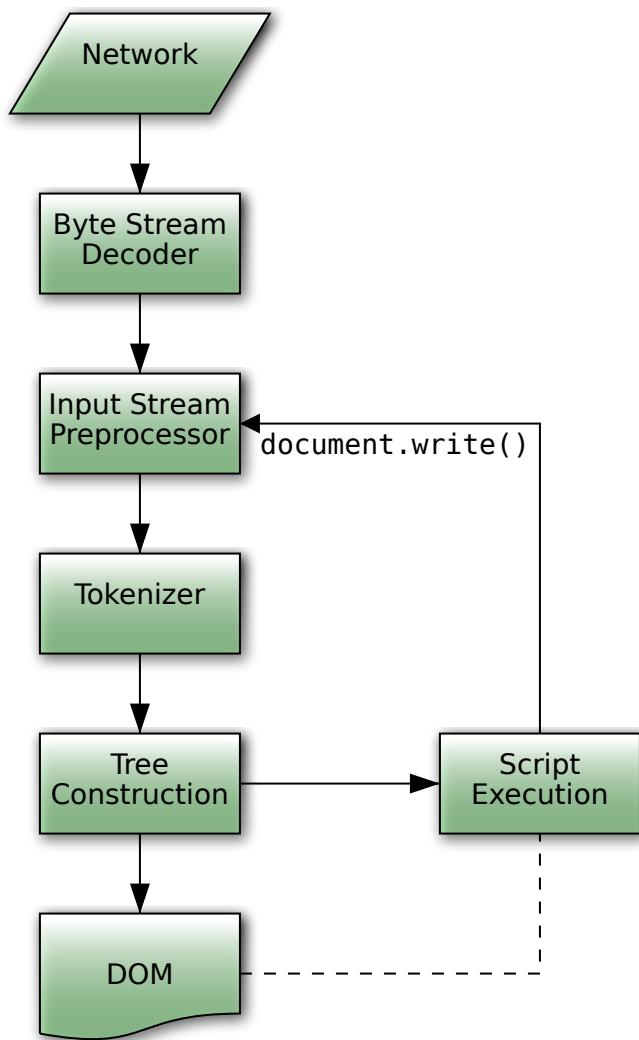 Network
Byte Stream
Decoder
Input Stream
Preprocessor
document.write()
Tokenizer
Tree
Construction
Script
Execution
DOM